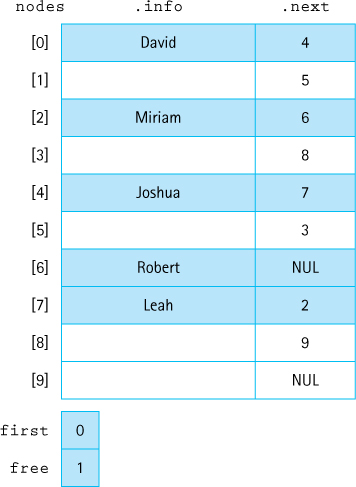 nodes .info .next
[0] David 4
[1] 5
[2] Miriam 6
[3] 8
[4] Joshua 7
[5] 3
[6] Robert NUL
[7] Leah 2
[8] 9
[9] NUL
first 0
free 1